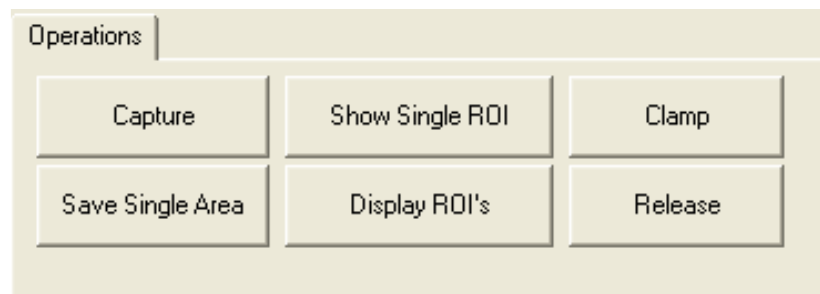 Operations
Capture
Show Single ROI
Clamp
Save Single Area
Display ROI's
Release